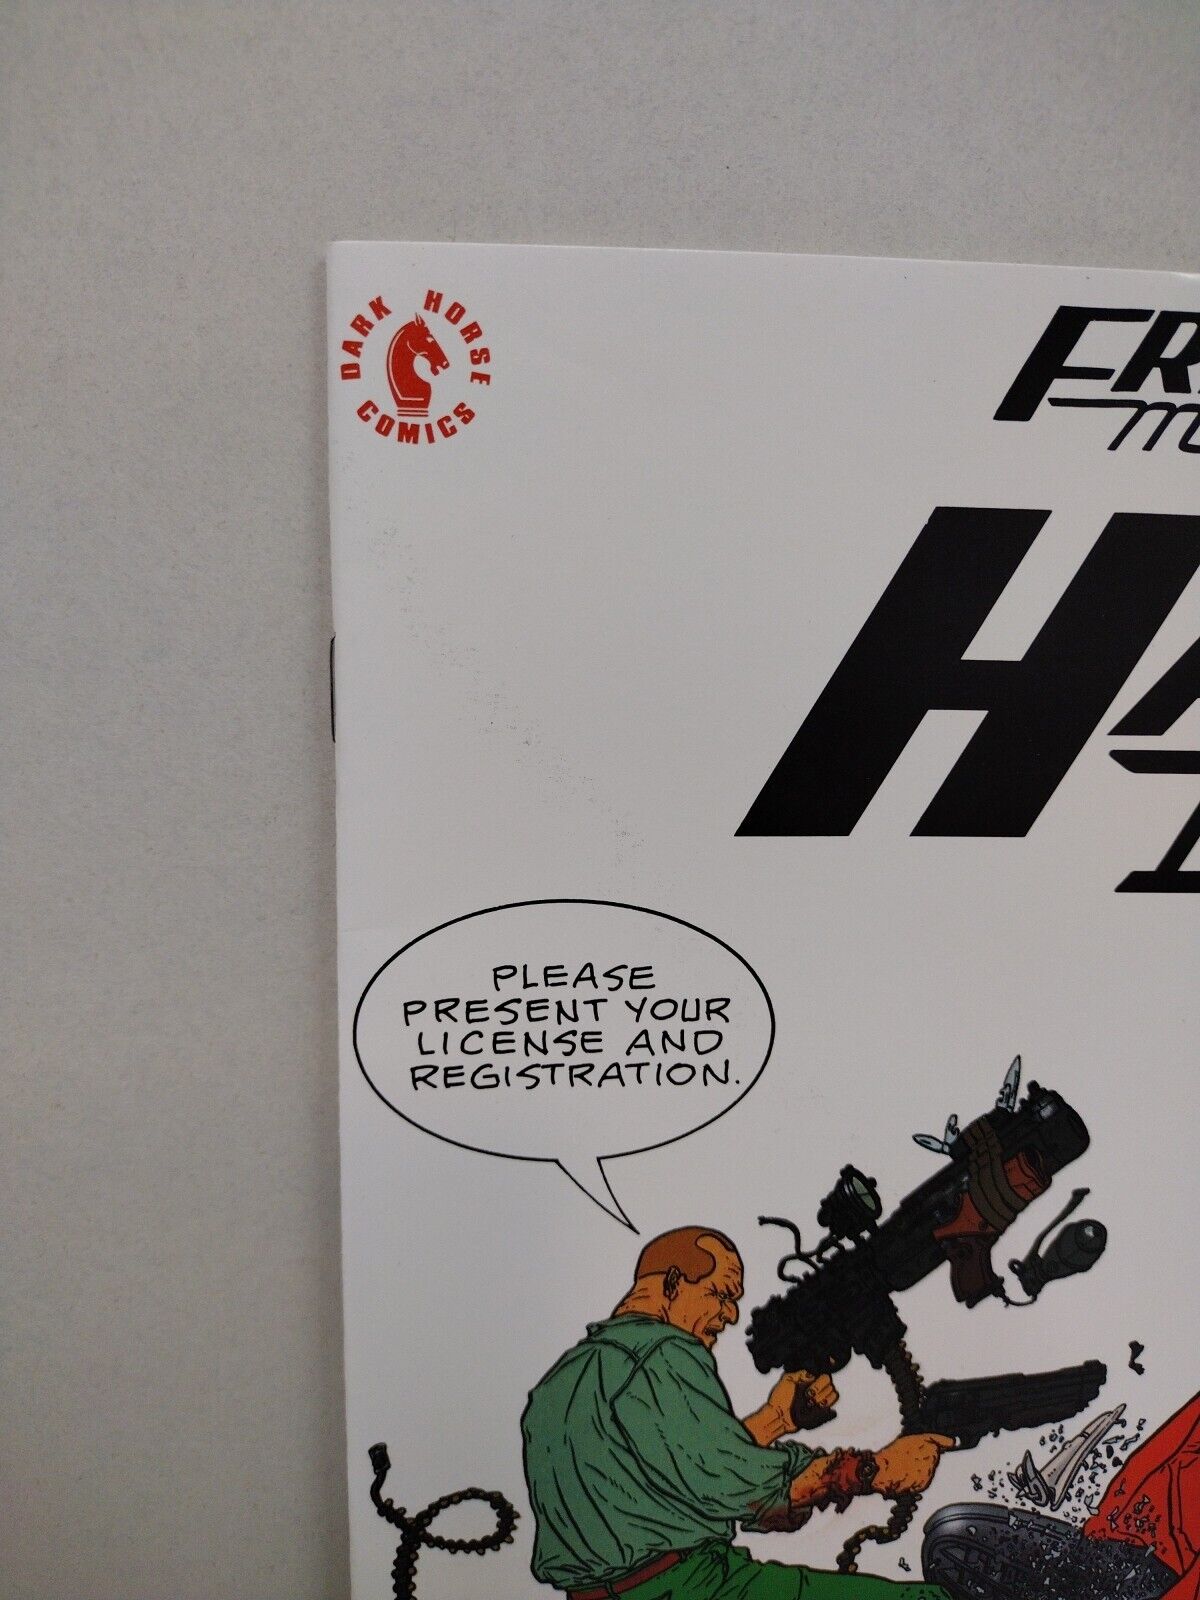 DARK HORSE
COMICS
PLEASE
PRESENT YOUR
LICENSE AND
REGISTRATION.